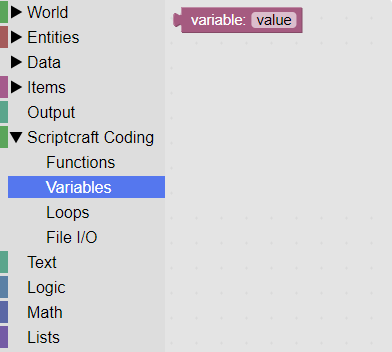 World
Entities
Data
Items
Output
Scriptcraft Coding
Functions
Variables
Loops
File I/O
Text
Logic
Math
Lists
variable: value